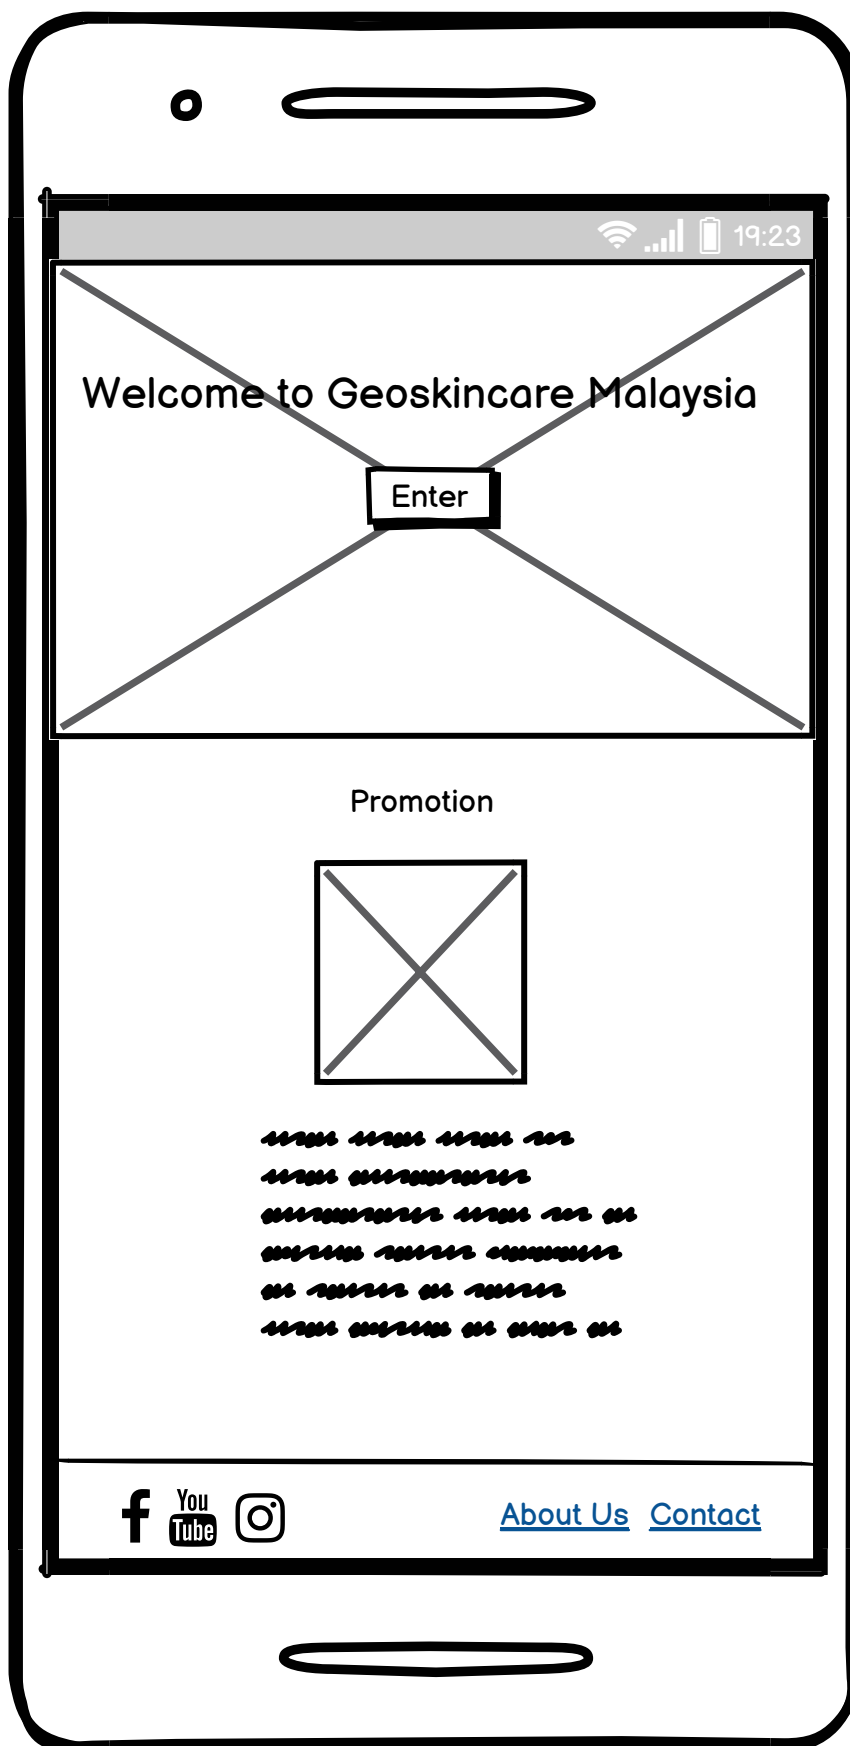 19:23
Welcome to Geoskincare Malaysia
Enter
Promotion
You
Tube
About Us Contact